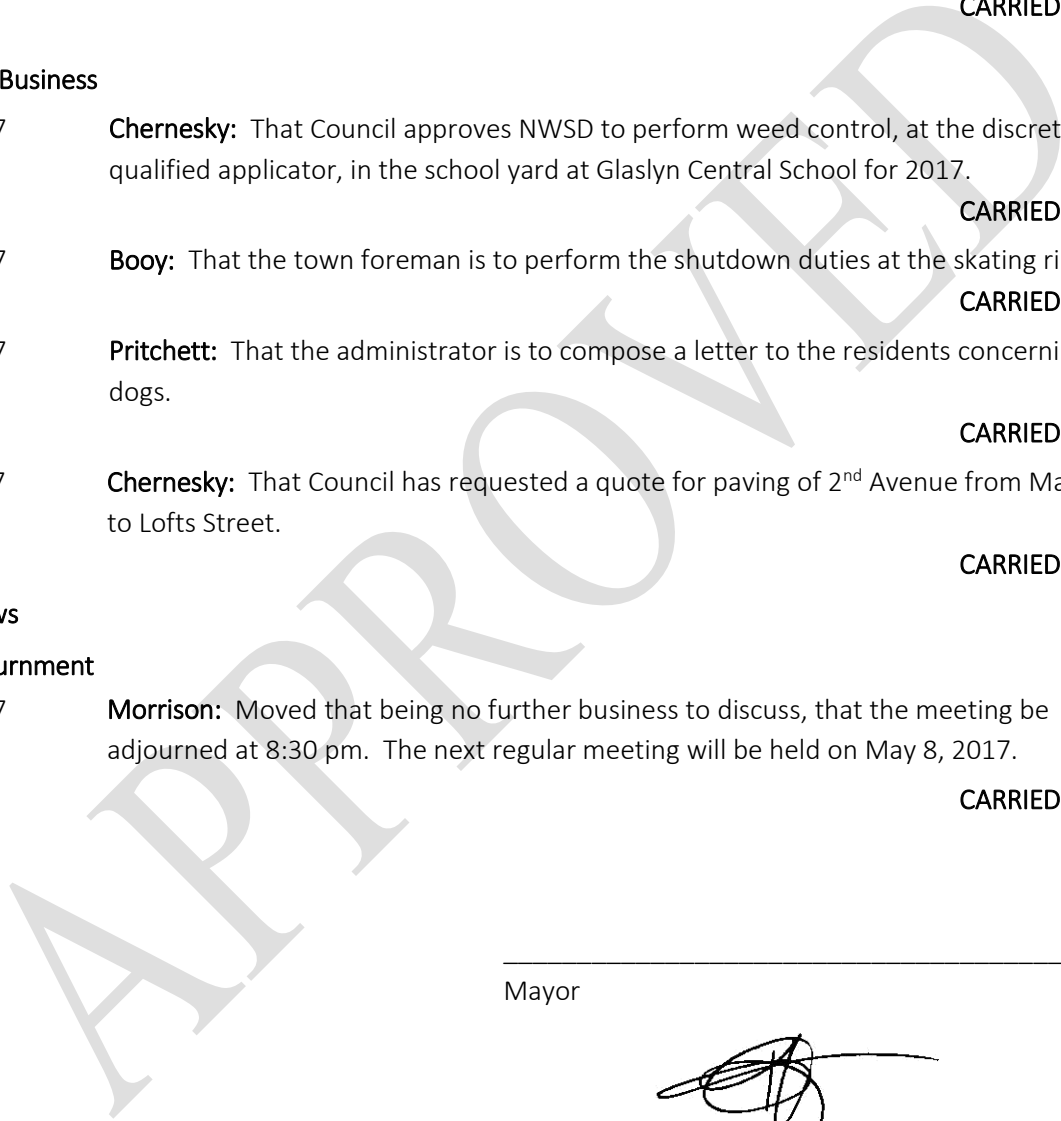 CARRIED
Business
7 Chernesky: That Council approves NWSD to perform weed control, at the discret
qualified applicator, in the school yard at Glaslyn Central School for 2017.
CARRIED
7 Booy: That the town foreman is to perform the shutdown duties at the skating ri
CARRIED
7 Pritchett: That the administrator is to compose a letter to the residents concerni
dogs.
CARRIED
7 Chernesky: That Council has requested a quote for paving of 2nd Avenue from Ma
to Lofts Street.
CARRIED
ws
urnment
7 Morrison: Moved that being no further business to discuss, that the meeting be
adjourned at 8:30 pm. The next regular meeting will be held on May 8, 2017.
CARRIED
Mayor
APPROVED